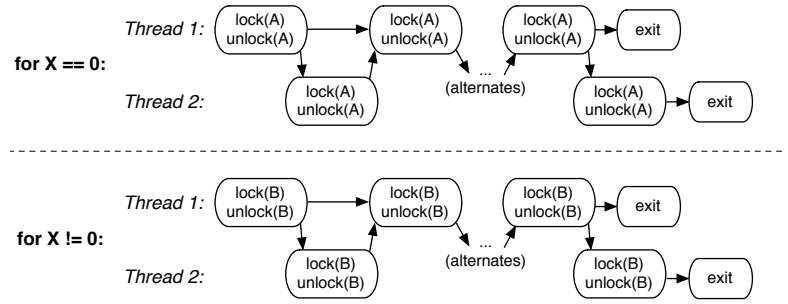 Thread 1:
lock(A)
unlock(A)
lock(A)
unlock(A)
lock(A)
unlock(A)
exit
for X == 0:
...
(alternates)
Thread 2:
lock(A)
unlock(A)
lock(A)
unlock(A)
exit
Thread 1:
lock(B)
unlock(B)
lock(B)
unlock(B)
lock(B)
unlock(B)
exit
for X != 0:
...
(alternates)
Thread 2:
lock(B)
unlock(B)
lock(B)
unlock(B)
exit